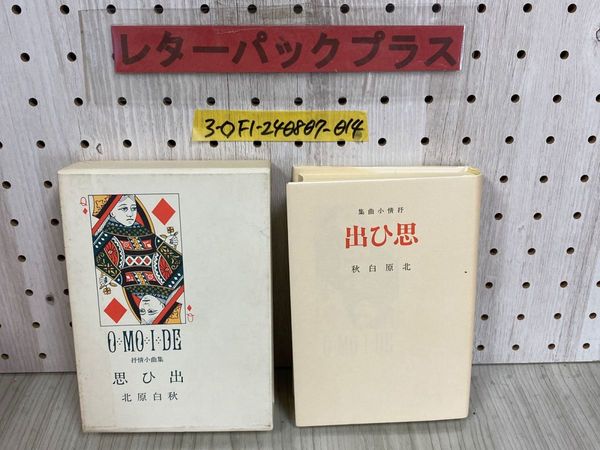 レターパックプラス
3-OF1-240807-014
Q
Q
O·MO·I·DE
抒情小曲集
思ひ出
北原白秋
抒情小曲集
思ひ出
北原白秋